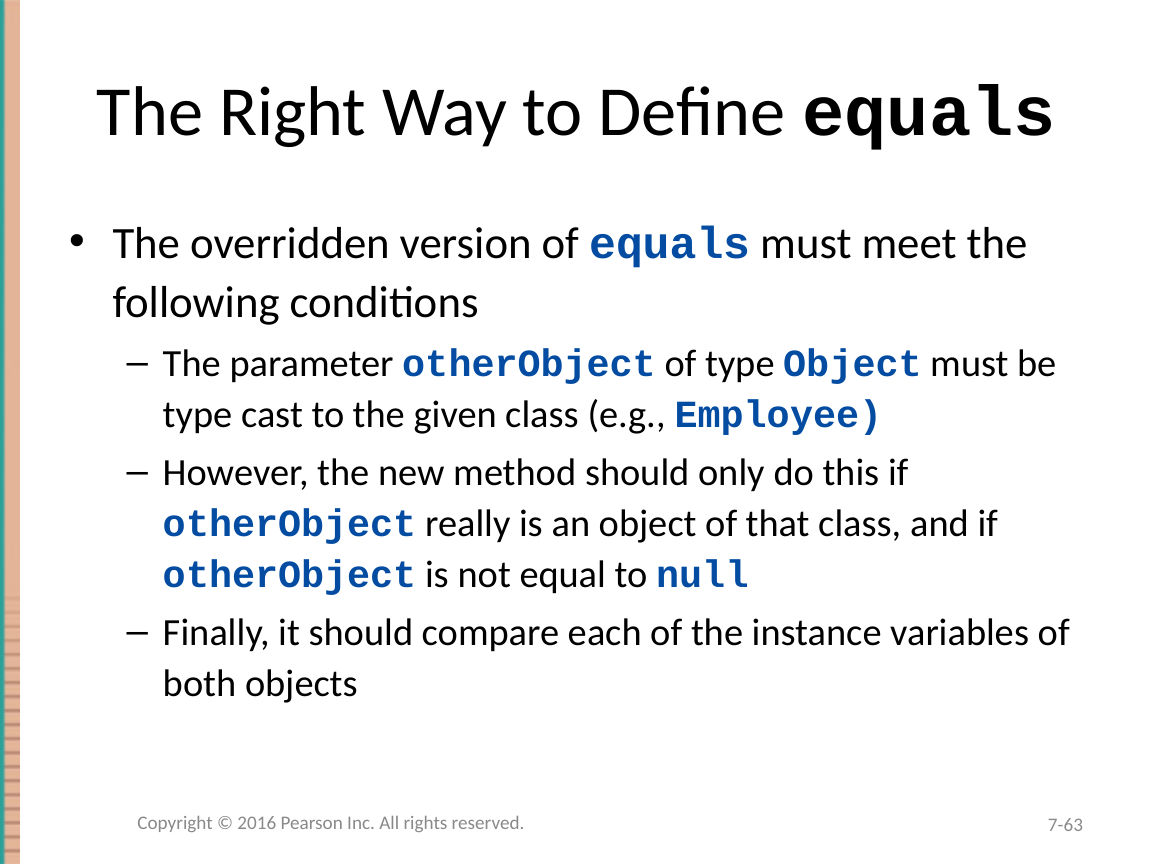 The Right Way to Define equals
• The overridden version of equals must meet the
following conditions
– The parameter otherObject of type Object must be
type cast to the given class (e.g., Employee)
– However, the new method should only do this if
otherObject really is an object of that class, and if
otherObject is not equal to null
– Finally, it should compare each of the instance variables of
both objects
Copyright © 2016 Pearson Inc. All rights reserved.
7-63